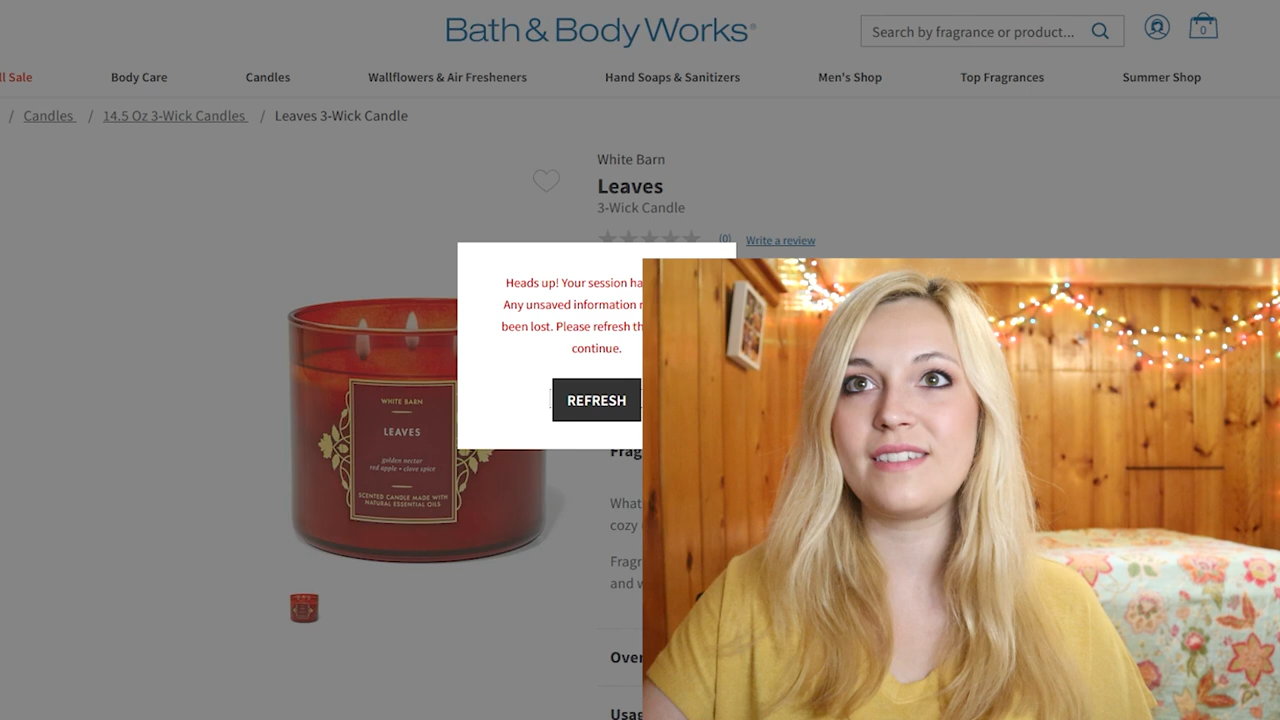 Bath & Body Works®
Search by fragrance or product...
0
ll Sale
Body Care
Candles
Wallflowers & Air Fresheners
Hand Soaps & Sanitizers
Men's Shop
Top Fragrances
Summer Shop
/ Candles / 14.5 Oz 3-Wick Candles / Leaves 3-Wick Candle
White Barn
Leaves
3-Wick Candle
(0) Write a review
Heads up! Your session ha
Any unsaved information
been lost. Please refresh th
continue.
REFRESH
WHITE BARN
LEAVES
golden nectar
red apple • clove spice
SCENTED CANDLE MADE WITH
NATURAL ESSENTIAL OILS
Frag
What
cozy
Fragr
and w
Over
Usag